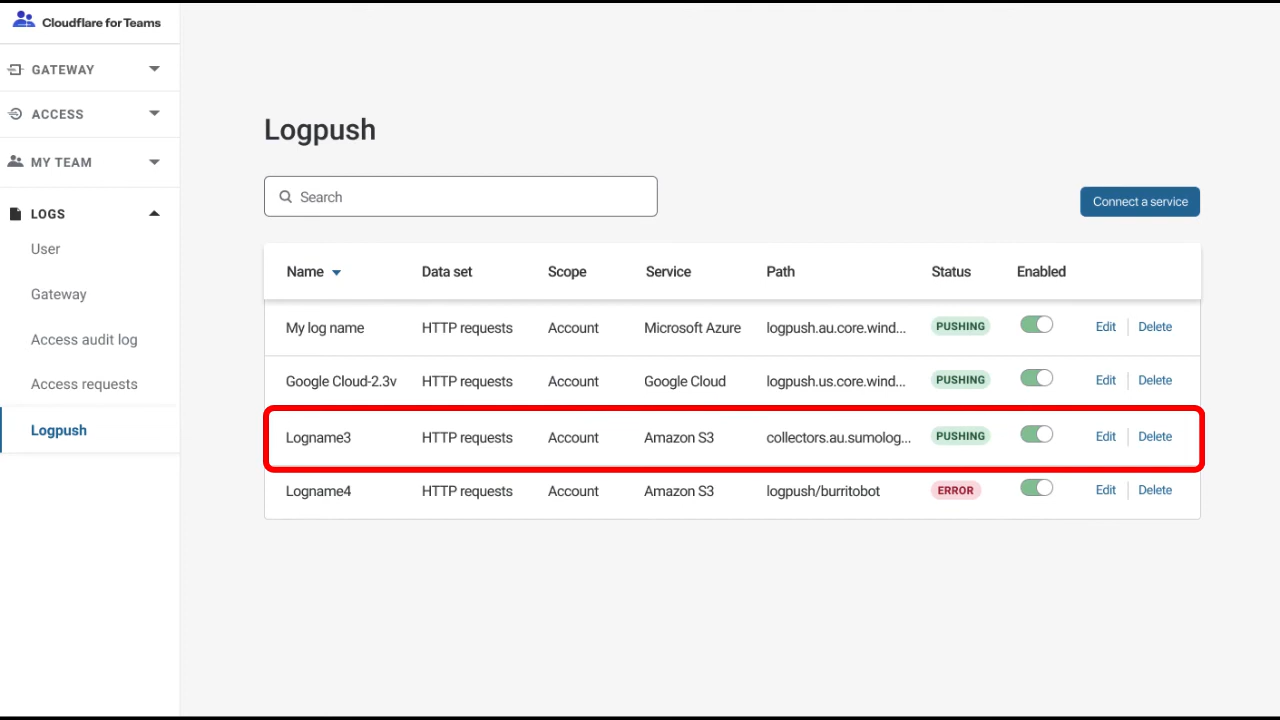 Cloudflare for Teams
GATEWAY
ACCESS
MY TEAM
LOGS
User
Gateway
Access audit log
Access requests
Logpush
Logpush
Search
Connect a service
Name Data set Scope Service Path Status Enabled
My log name HTTP requests Account Microsoft Azure logpush.au.core.wind... PUSHING Edit Delete
Google Cloud-2.3v HTTP requests Account Google Cloud logpush.us.core.wind... PUSHING Edit Delete
Logname3 HTTP requests Account Amazon S3 collectors.au.sumolog... PUSHING Edit Delete
Logname4 HTTP requests Account Amazon S3 logpush/burritobot ERROR Edit Delete